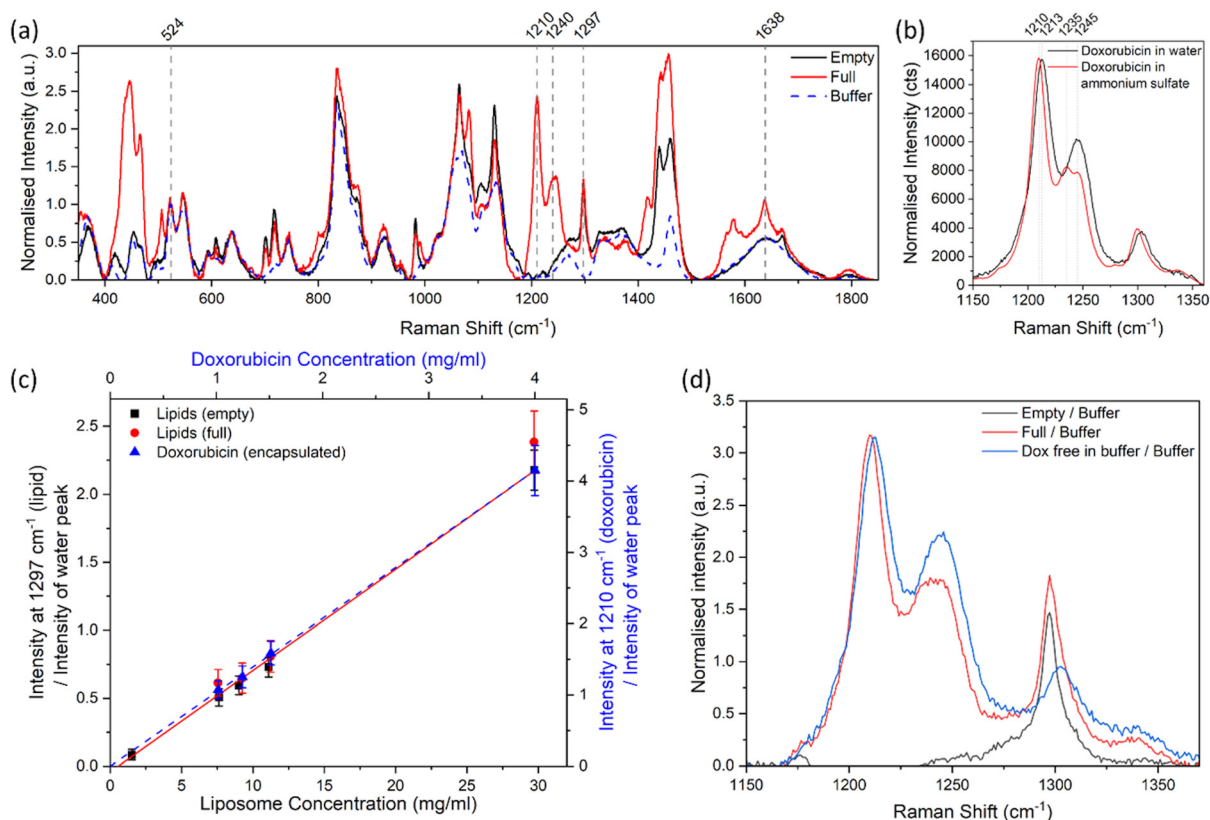 (a)
524
1210
1240
1297
1638
Normalised Intensity (a.u.)
3.0
2.5
2.0
1.5
1.0
0.5
0.0
Empty
Full
Buffer
400
600
800
1000
1200
1400
1600
1800
Raman Shift (cm⁻¹)
(b)
1210
1213
1235
1245
Normalised Intensity (cts)
16000
14000
12000
10000
8000
6000
4000
2000
0
Doxorubicin in water
Doxorubicin in
ammonium sulfate
1150
1200
1250
1300
1350
Raman Shift (cm⁻¹)
(c)
Doxorubicin Concentration (mg/ml)
0
1
2
3
4
Intensity at 1297 cm⁻¹ (lipid)
/ Intensity of water peak
2.5
2.0
1.5
1.0
0.5
0.0
Lipids (empty)
Lipids (full)
Doxorubicin (encapsulated)
5
4
3
2
1
0
Intensity at 1210 cm⁻¹ (doxorubicin)
/ Intensity of water peak
0
5
10
15
20
25
30
Liposome Concentration (mg/ml)
(d)
Normalised intensity (a.u.)
3.5
3.0
2.5
2.0
1.5
1.0
0.5
0.0
Empty / Buffer
Full / Buffer
Dox free in buffer / Buffer
1150
1200
1250
1300
1350
Raman Shift (cm⁻¹)